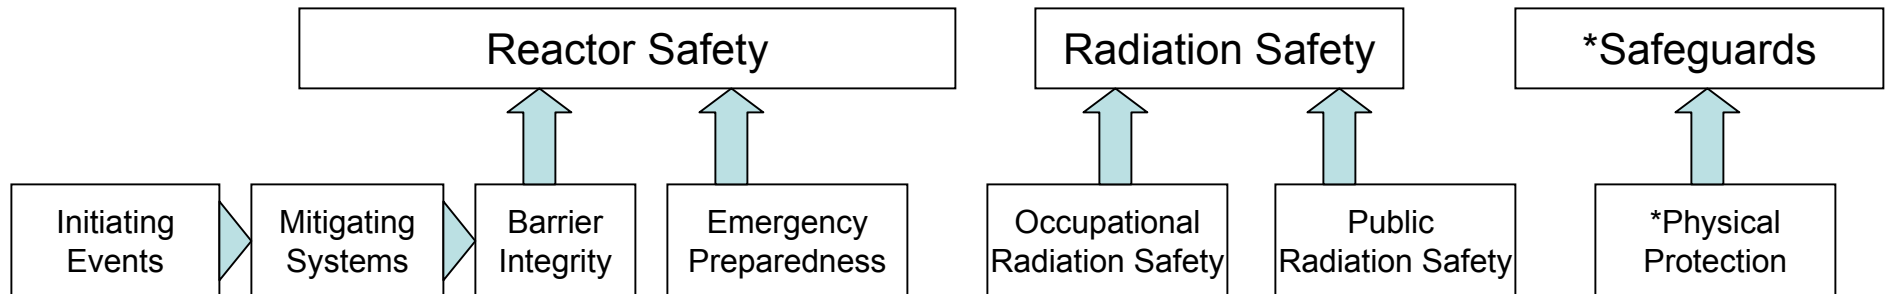 Reactor Safety
Radiation Safety
*Safeguards
Initiating
Events
Mitigating
Systems
Barrier
Integrity
Emergency
Preparedness
Occupational
Radiation Safety
Public
Radiation Safety
*Physical
Protection